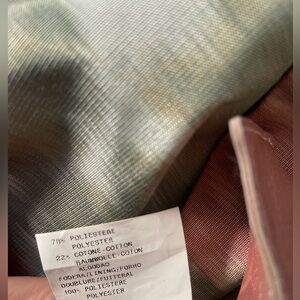 78% POLIESTERE
POLYESTER
22% COTONE-COTTON
BAUMWOLLE-COTON
ALGODAO
FODERA/LINING/FORRO
DOUBLURE/FUTTERAL
100% POLIESTERE
POLYESTER